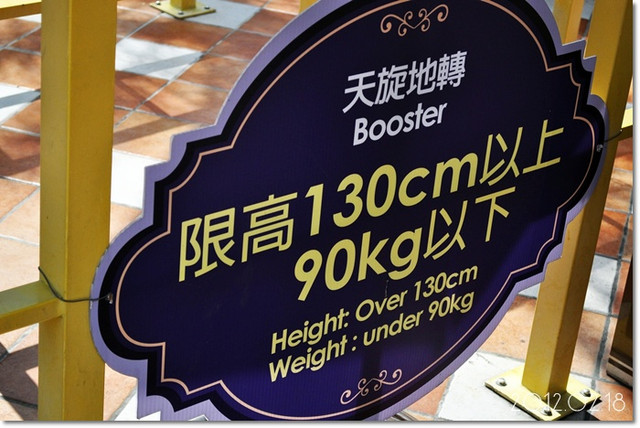 天旋地轉
Booster
限高130cm以上
90kg以下
Height: Over 130cm
Weight : under 90kg
2012.02.18